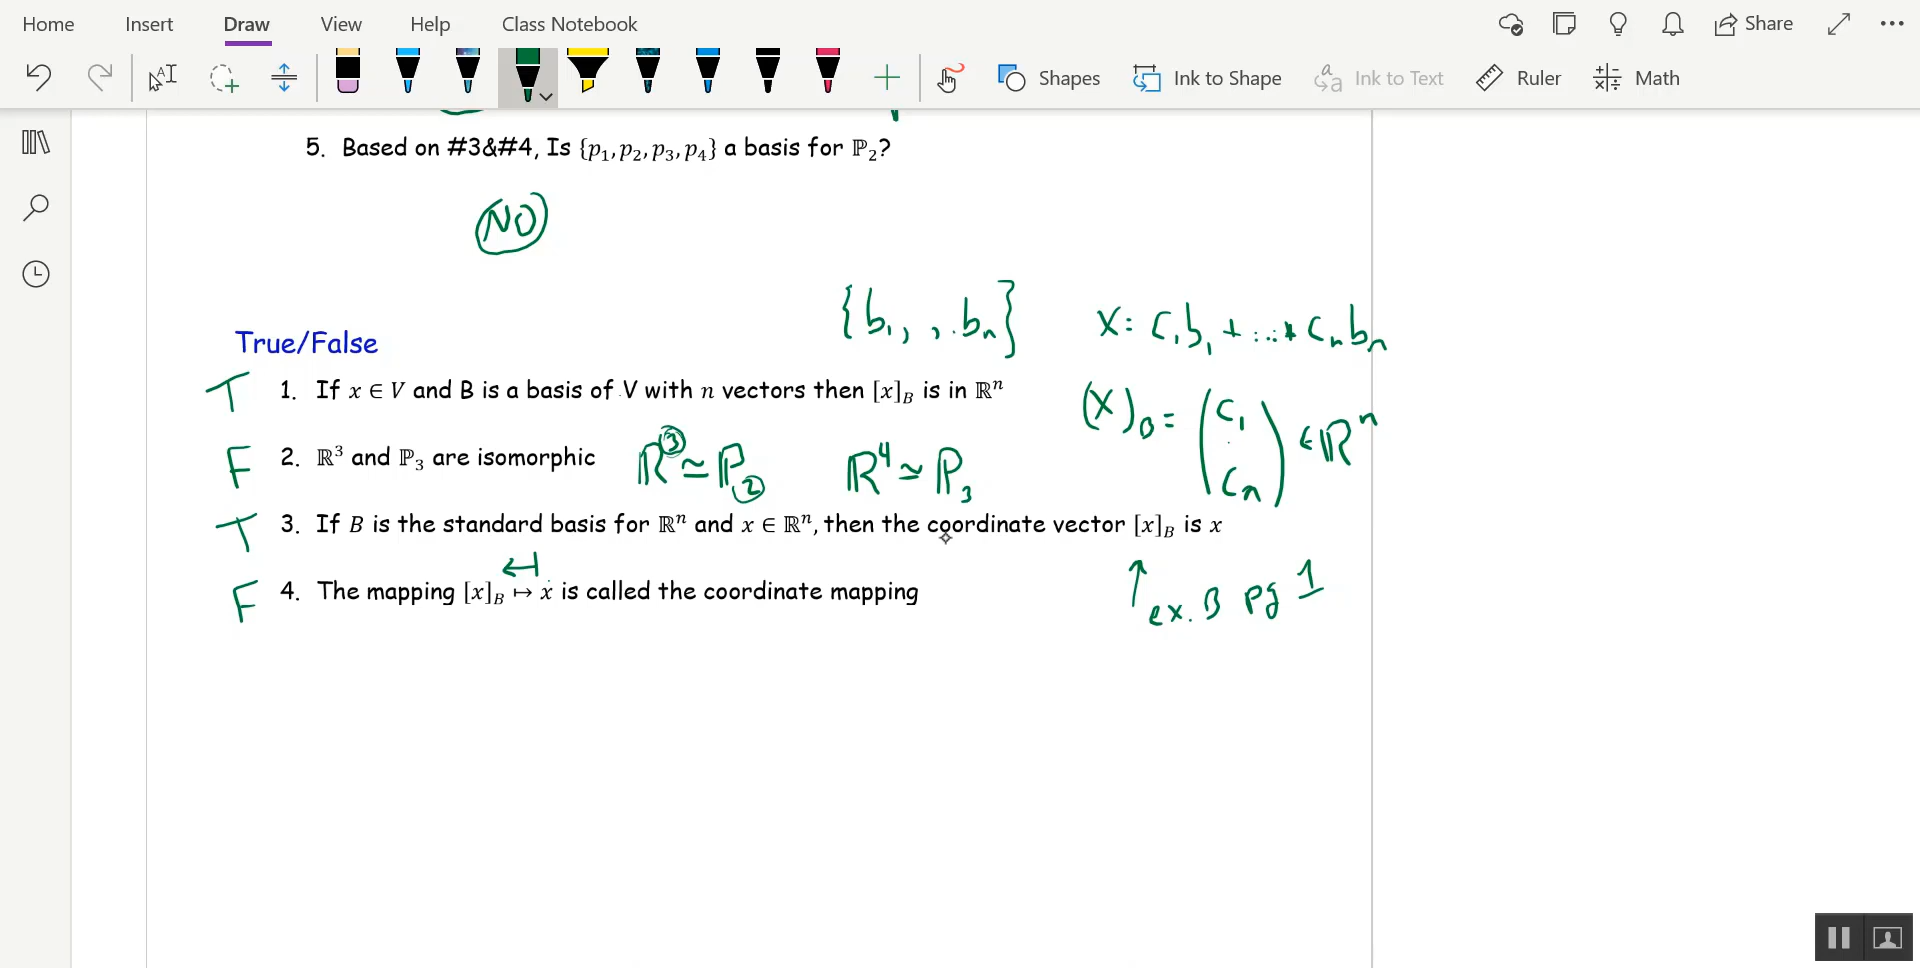 Home Insert Draw View Help Class Notebook Share
Shapes Ink to Shape Ink to Text Ruler Math
5. Based on #3&#4, Is {p₁, p₂, p₃, p₄} a basis for ℙ₂?
NO
{b₁, , . bₙ} x = c₁b₁ + ... + cₙbₙ
True/False
T 1. If x ∈ V and B is a basis of V with n vectors then [x]_B is in ℝⁿ
(x)_B = (c₁ . cₙ) ∈ ℝⁿ
F 2. ℝ³ and ℙ₃ are isomorphic ℝ³ ≃ ℙ₂ ℝ⁴ ≃ ℙ₃
T 3. If B is the standard basis for ℝⁿ and x ∈ ℝⁿ, then the coordinate vector [x]_B is x
F 4. The mapping [x]_B ↦ x is called the coordinate mapping
↑ ex. B pg 1